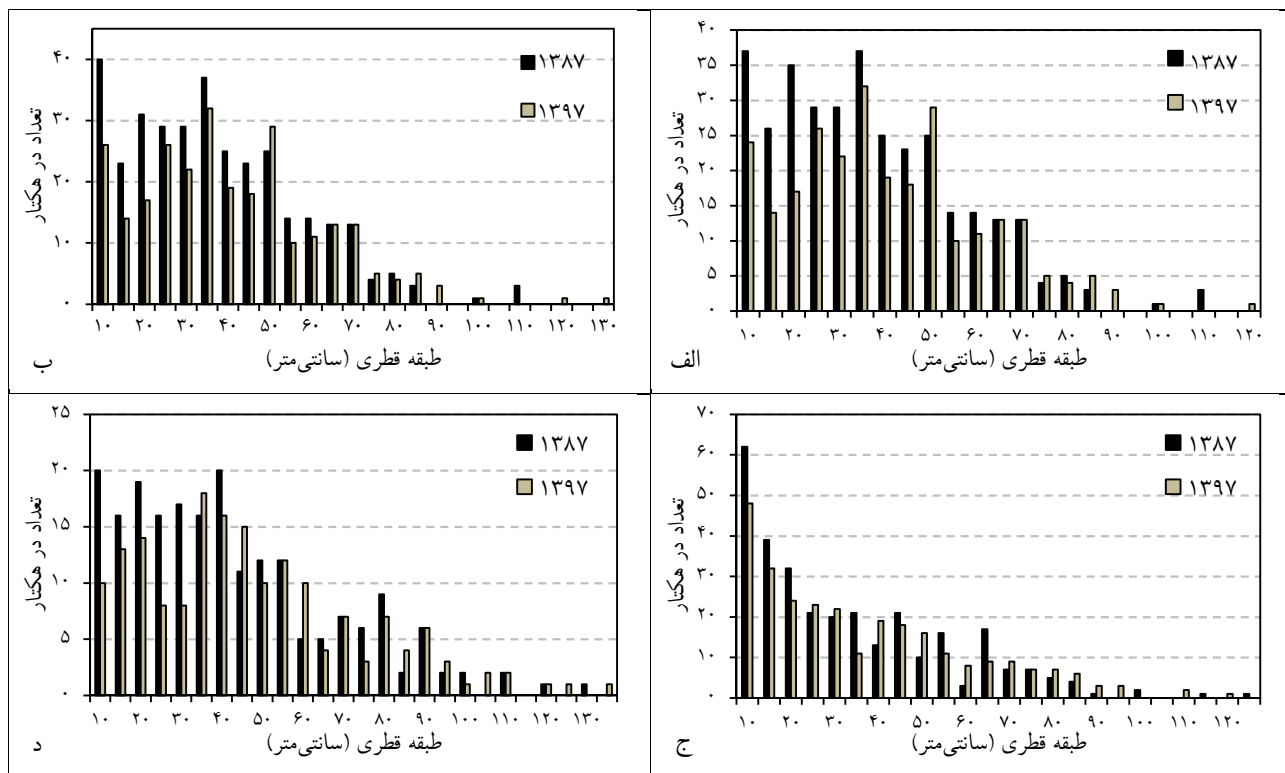 ۴۰
۳۵
۳۰
۲۵
۲۰
۱۵
۱۰
۵
۰
تعداد در هکتار
۱۳۸۷
۱۳۹۷
۱۰ ۲۰ ۳۰ ۴۰ ۵۰ ۶۰ ۷۰ ۸۰ ۹۰ ۱۰۰ ۱۱۰ ۱۲۰
طبقه قطری (سانتی‌متر)
الف
۴۰
۳۰
۲۰
۱۰
۰
تعداد در هکتار
۱۳۸۷
۱۳۹۷
۱۰ ۲۰ ۳۰ ۴۰ ۵۰ ۶۰ ۷۰ ۸۰ ۹۰ ۱۰۰ ۱۱۰ ۱۲۰ ۱۳۰
طبقه قطری (سانتی‌متر)
ب
۷۰
۶۰
۵۰
۴۰
۳۰
۲۰
۱۰
۰
تعداد در هکتار
۱۳۸۷
۱۳۹۷
۱۰ ۲۰ ۳۰ ۴۰ ۵۰ ۶۰ ۷۰ ۸۰ ۹۰ ۱۰۰ ۱۱۰ ۱۲۰
طبقه قطری (سانتی‌متر)
ج
۲۵
۲۰
۱۵
۱۰
۵
۰
تعداد در هکتار
۱۳۸۷
۱۳۹۷
۱۰ ۲۰ ۳۰ ۴۰ ۵۰ ۶۰ ۷۰ ۸۰ ۹۰ ۱۰۰ ۱۱۰ ۱۲۰ ۱۳۰
طبقه قطری (سانتی‌متر)
د